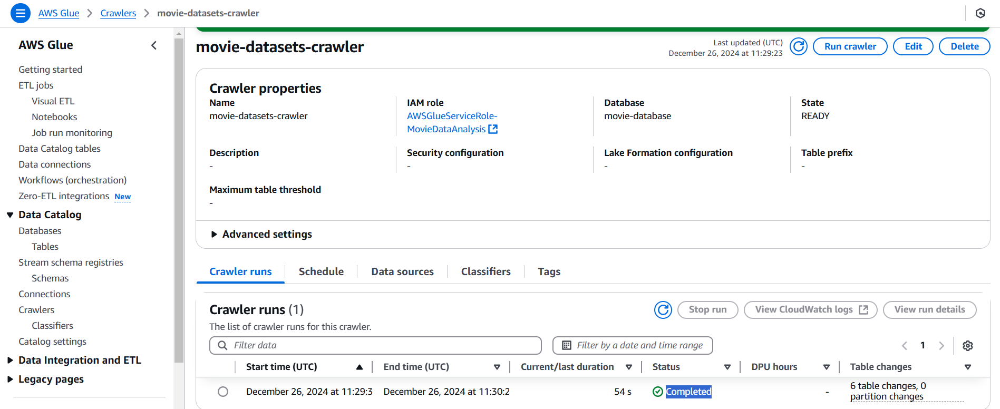 AWS Glue > Crawlers > movie-datasets-crawler
AWS Glue
Getting started
ETL jobs
Visual ETL
Notebooks
Job run monitoring
Data Catalog tables
Data connections
Workflows (orchestration)
Zero-ETL integrations New
Data Catalog
Databases
Tables
Stream schema registries
Schemas
Connections
Crawlers
Classifiers
Catalog settings
Data Integration and ETL
Legacy pages
movie-datasets-crawler
Last updated (UTC)
December 26, 2024 at 11:29:23
Run crawler
Edit
Delete
Crawler properties
Name
movie-datasets-crawler
IAM role
AWSGlueServiceRole-
MovieDataAnalysis
Database
movie-database
State
READY
Description
-
Security configuration
-
Lake Formation configuration
-
Table prefix
-
Maximum table threshold
-
Advanced settings
Crawler runs
Schedule
Data sources
Classifiers
Tags
Crawler runs (1)
The list of crawler runs for this crawler.
Stop run
View CloudWatch logs
View run details
Filter data
Filter by a date and time range
1
Start time (UTC)
End time (UTC)
Current/last duration
Status
DPU hours
Table changes
December 26, 2024 at 11:29:3
December 26, 2024 at 11:30:2
54 s
Completed
-
6 table changes, 0
partition changes